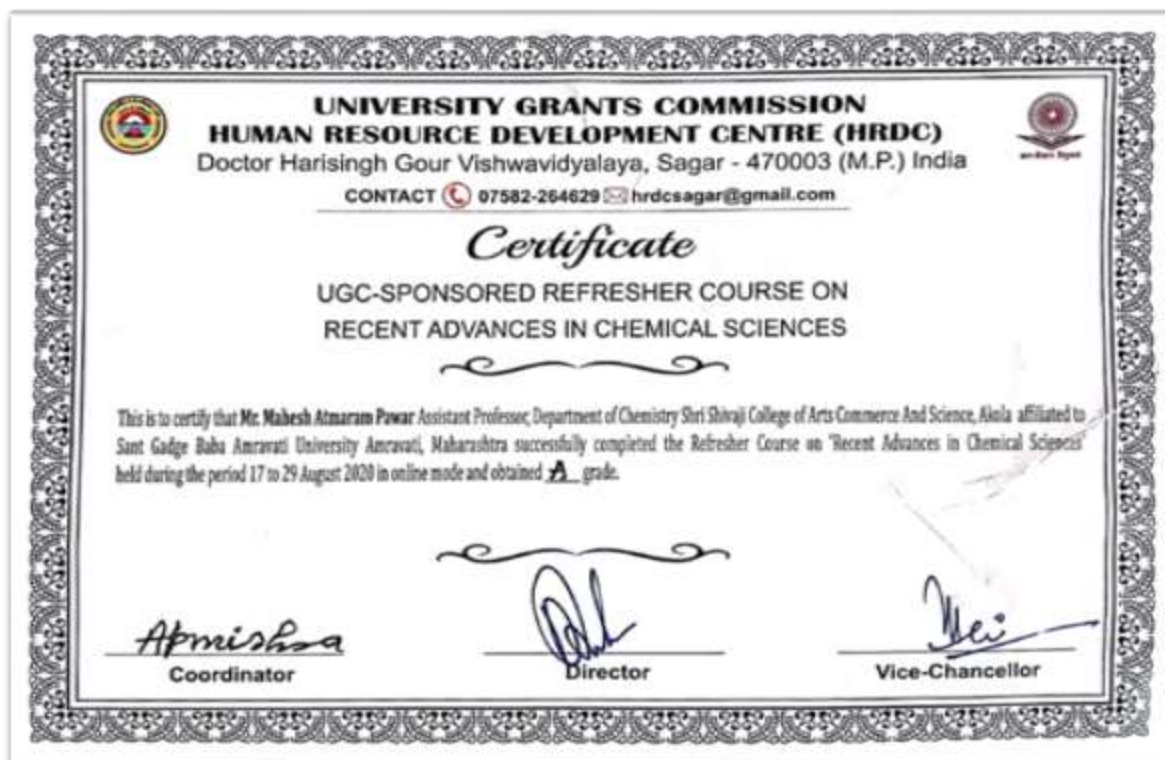 UNIVERSITY GRANTS COMMISSION
HUMAN RESOURCE DEVELOPMENT CENTRE (HRDC)
Doctor Harisingh Gour Vishwavidyalaya, Sagar - 470003 (M.P.) India
CONTACT 07582-264629 hrdcsagar@gmail.com
Certificate
UGC-SPONSORED REFRESHER COURSE ON
RECENT ADVANCES IN CHEMICAL SCIENCES
This is to certify that Mr. Mahesh Atmaram Pawar Assistant Professor, Department of Chemistry Shri Shivaji College of Arts Commerce And Science, Akola affiliated to
Sant Gadge Baba Amravati University Amravati, Maharashtra successfully completed the Refresher Course on "Recent Advances in Chemical Sciences"
held during the period 17 to 29 August 2020 in online mode and obtained A grade.
Apmishra
Coordinator
Director
Vice-Chancellor